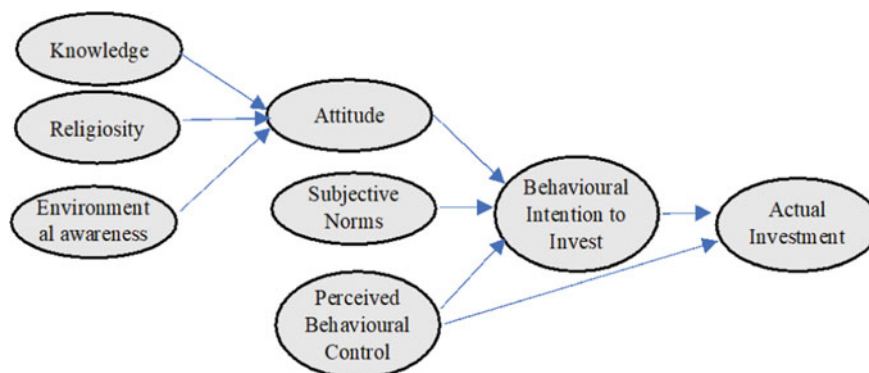 Knowledge
Religiosity
Environment
al awareness
Attitude
Subjective
Norms
Perceived
Behavioural
Control
Behavioural
Intention to
Invest
Actual
Investment